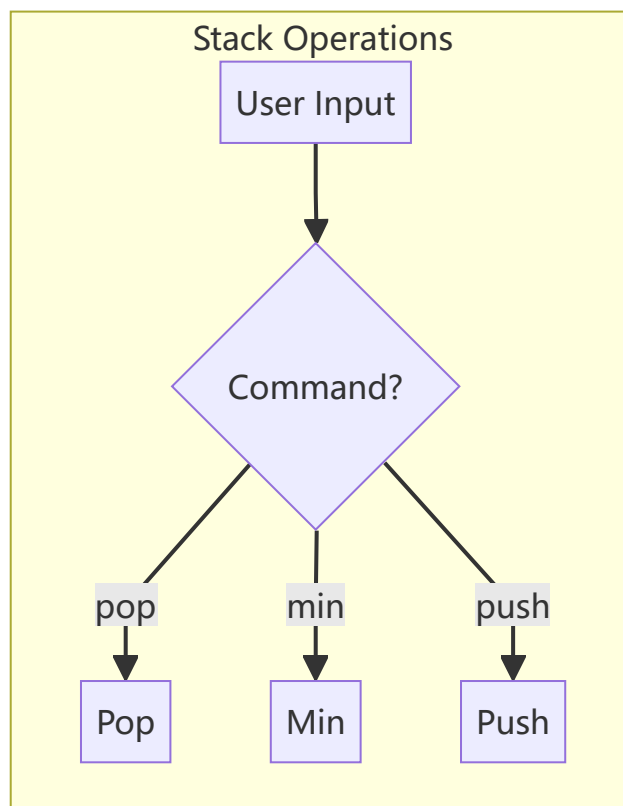 Stack Operations
User Input
Command?
pop
min
push
Pop
Min
Push